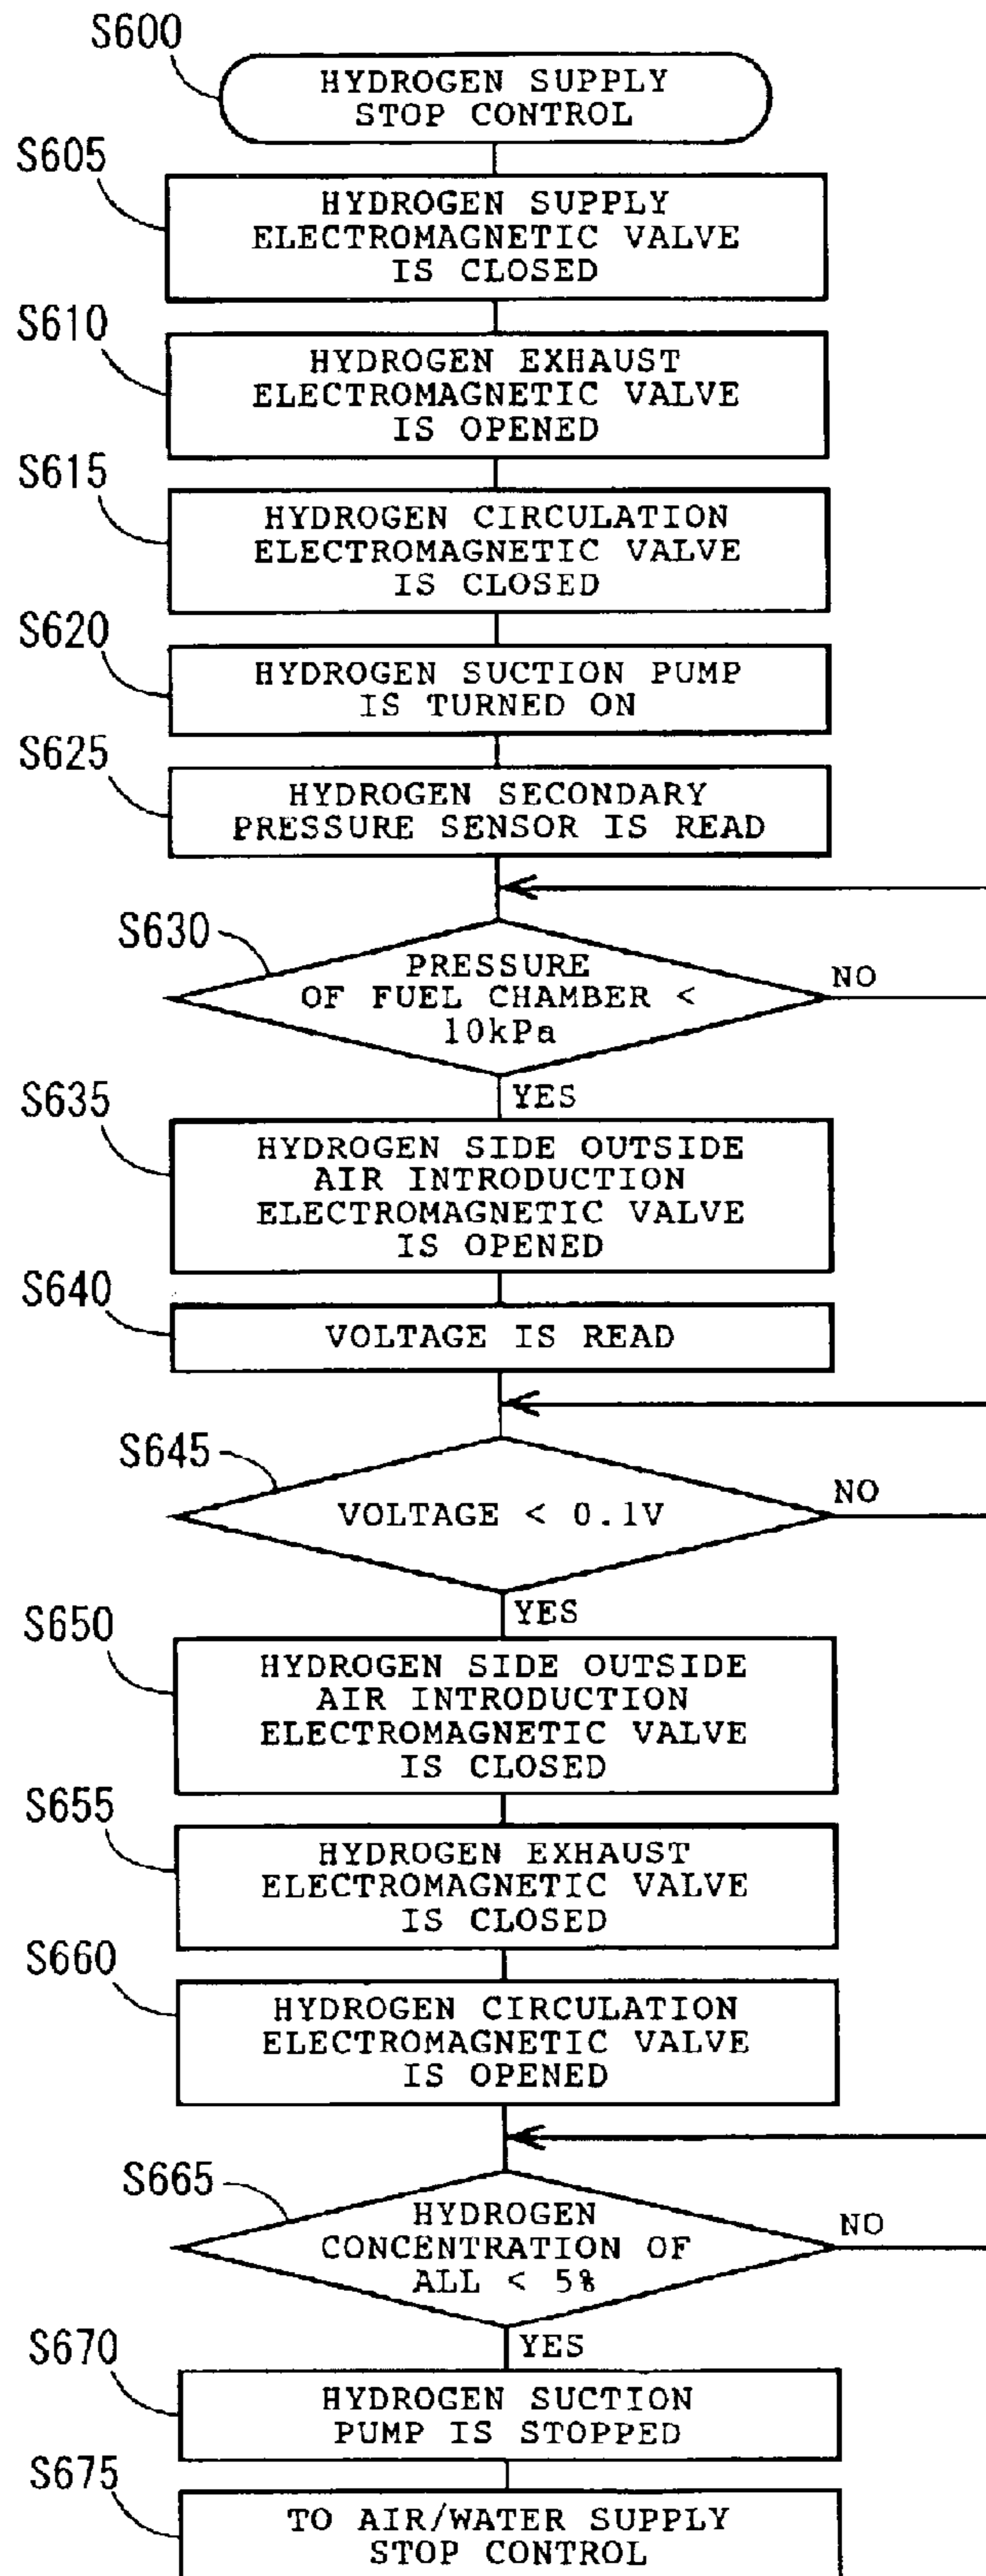 S600
HYDROGEN SUPPLY
STOP CONTROL
S605
HYDROGEN SUPPLY
ELECTROMAGNETIC VALVE
IS CLOSED
S610
HYDROGEN EXHAUST
ELECTROMAGNETIC VALVE
IS OPENED
S615
HYDROGEN CIRCULATION
ELECTROMAGNETIC VALVE
IS CLOSED
S620
HYDROGEN SUCTION PUMP
IS TURNED ON
S625
HYDROGEN SECONDARY
PRESSURE SENSOR IS READ
S630
PRESSURE
OF FUEL CHAMBER <
10kPa
NO
YES
S635
HYDROGEN SIDE OUTSIDE
AIR INTRODUCTION
ELECTROMAGNETIC VALVE
IS OPENED
S640
VOLTAGE IS READ
S645
VOLTAGE < 0.1V
NO
YES
S650
HYDROGEN SIDE OUTSIDE
AIR INTRODUCTION
ELECTROMAGNETIC VALVE
IS CLOSED
S655
HYDROGEN EXHAUST
ELECTROMAGNETIC VALVE
IS CLOSED
S660
HYDROGEN CIRCULATION
ELECTROMAGNETIC VALVE
IS OPENED
S665
HYDROGEN
CONCENTRATION OF
ALL < 5%
NO
YES
S670
HYDROGEN SUCTION
PUMP IS STOPPED
S675
TO AIR/WATER SUPPLY
STOP CONTROL